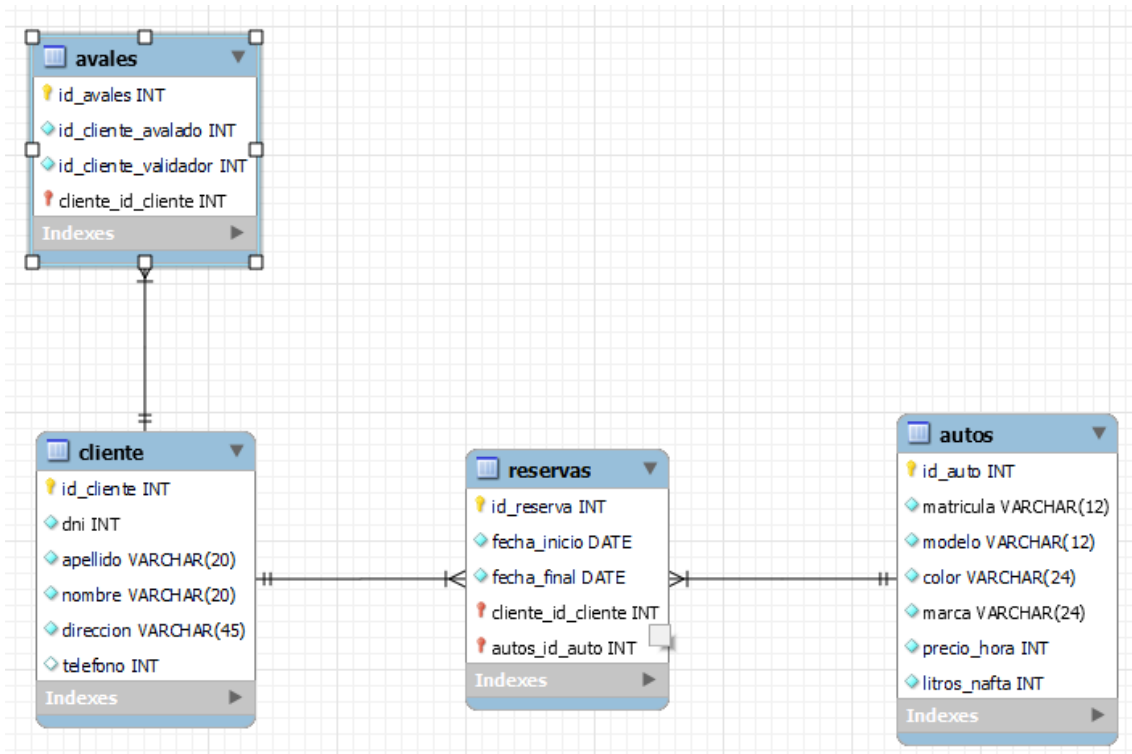 avales
id_avales INT
id_cliente_avalado INT
id_cliente_validador INT
cliente_id_cliente INT
Indexes
cliente
id_cliente INT
dni INT
apellido VARCHAR(20)
nombre VARCHAR(20)
direccion VARCHAR(45)
telefono INT
Indexes
reservas
id_reserva INT
fecha_inicio DATE
fecha_final DATE
cliente_id_cliente INT
autos_id_auto INT
Indexes
autos
id_auto INT
matricula VARCHAR(12)
modelo VARCHAR(12)
color VARCHAR(24)
marca VARCHAR(24)
precio_hora INT
litros_nafta INT
Indexes